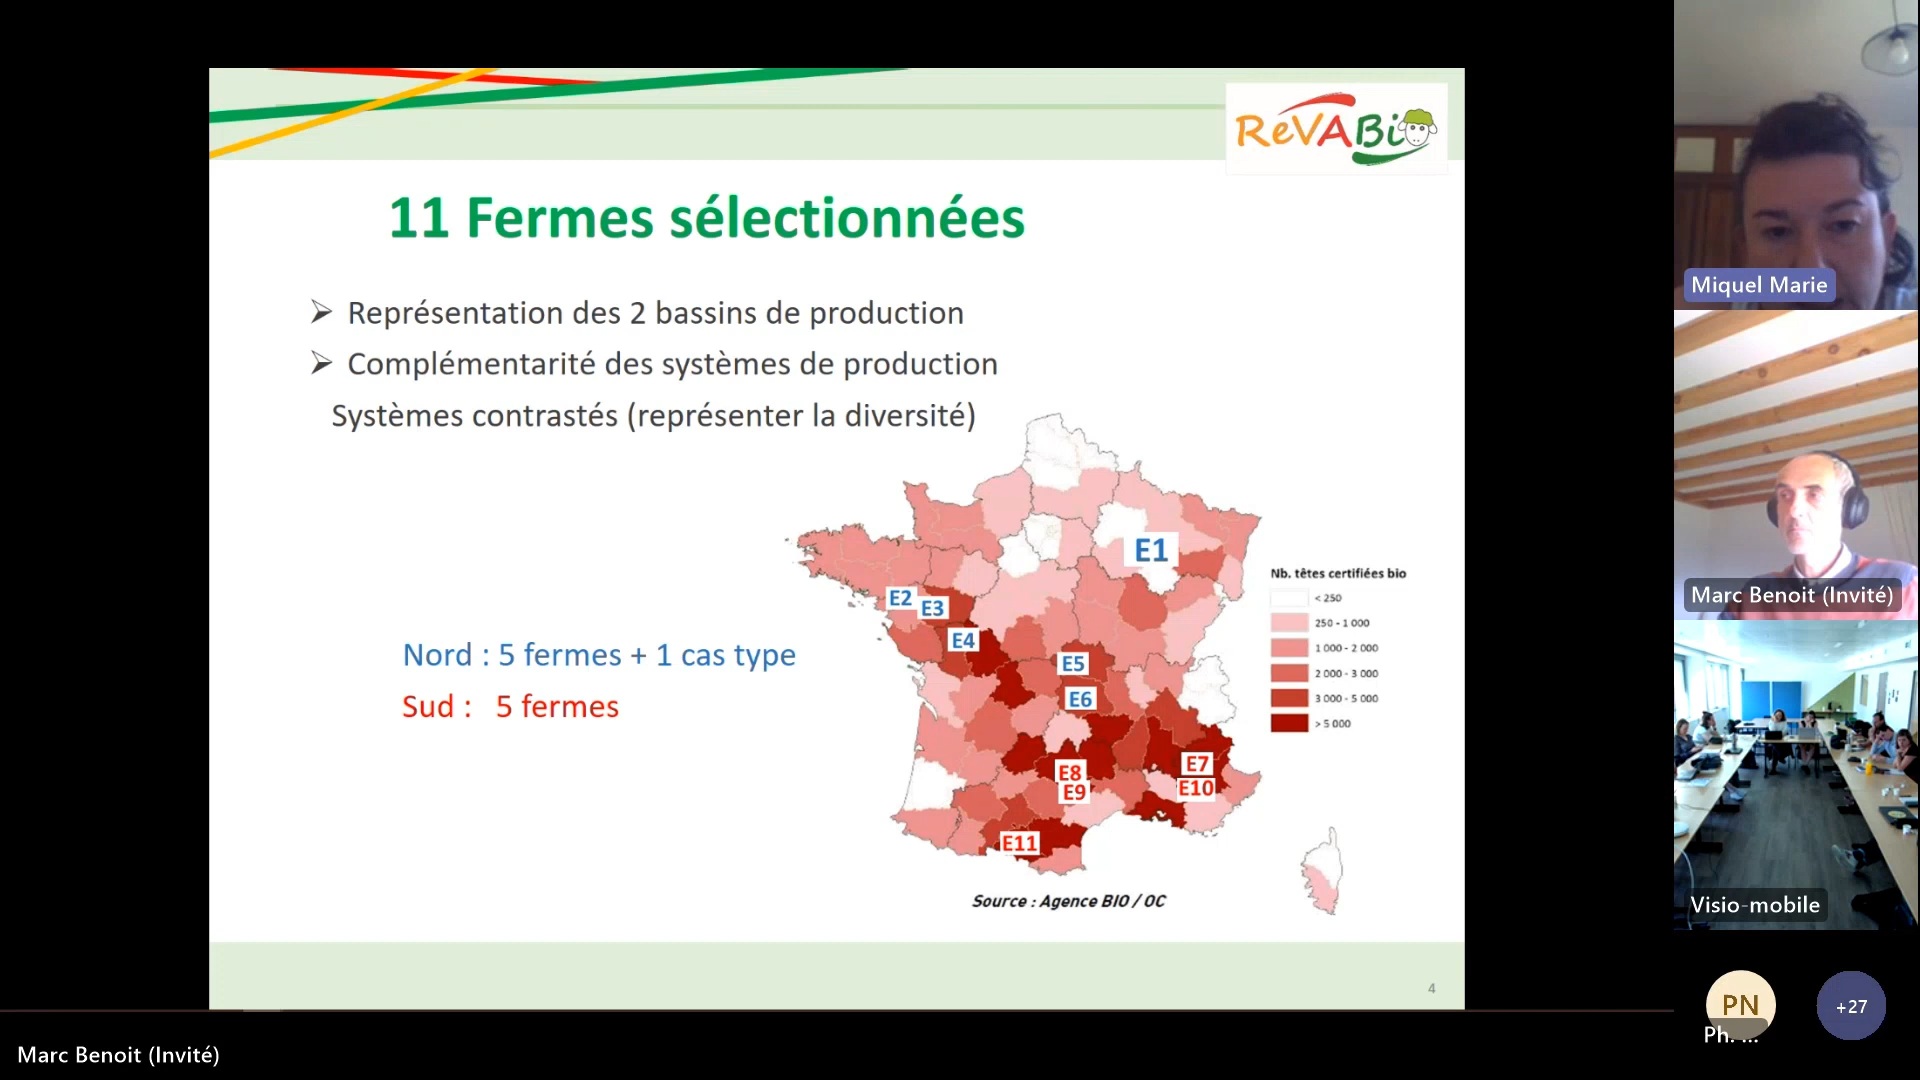 ReVABio
11 Fermes sélectionnées
➢ Représentation des 2 bassins de production
➢ Complémentarité des systèmes de production
Systèmes contrastés (représenter la diversité)
Nord : 5 fermes + 1 cas type
Sud : 5 fermes
E1
E2
E3
E4
E5
E6
E7
E8
E9
E10
E11
Nb. têtes certifiées bio
< 250
250 - 1 000
1 000 - 2 000
2 000 - 3 000
3 000 - 5 000
> 5 000
Source : Agence BIO / OC
4
Miquel Marie
Marc Benoit (Invité)
Visio-mobile
PN
Ph. ...
+27
Marc Benoit (Invité)